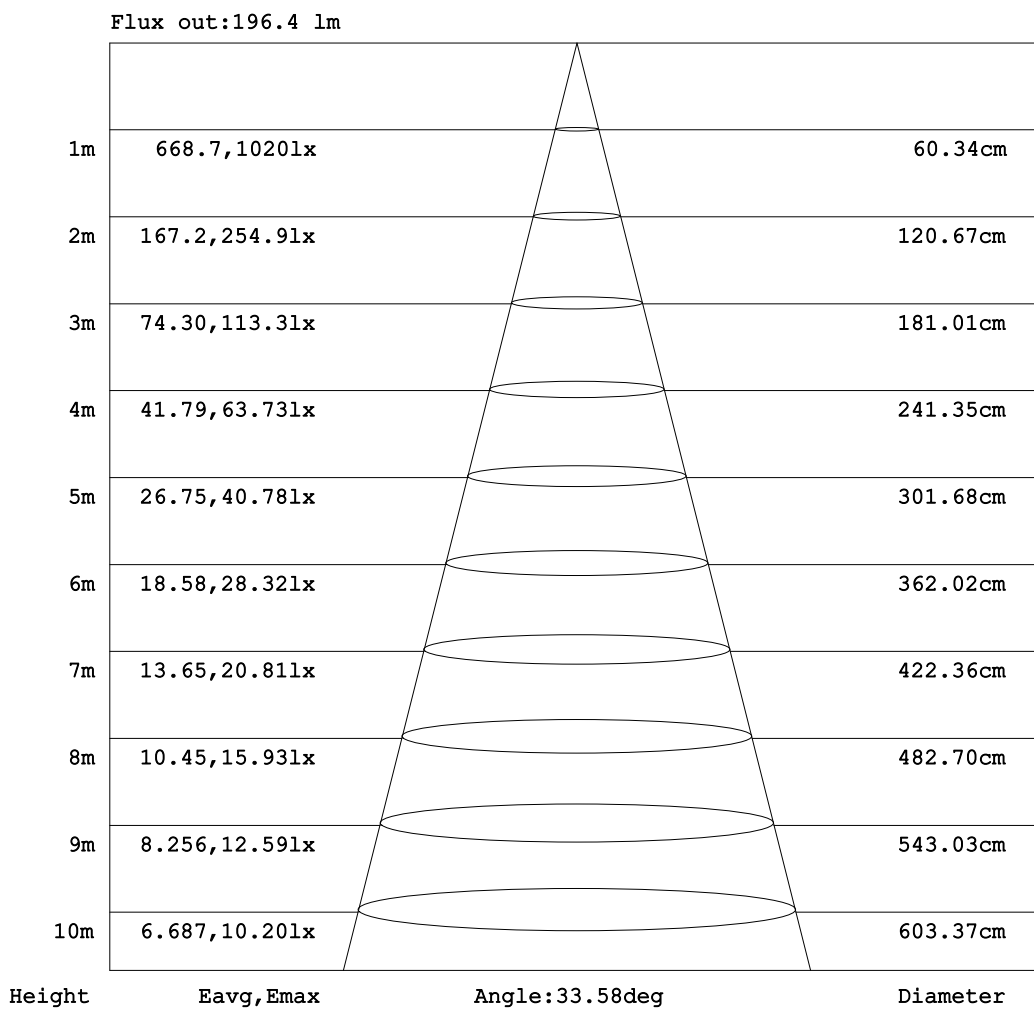 Flux out:196.4 lm
1m 668.7,1020lx 60.34cm
2m 167.2,254.9lx 120.67cm
3m 74.30,113.3lx 181.01cm
4m 41.79,63.73lx 241.35cm
5m 26.75,40.78lx 301.68cm
6m 18.58,28.32lx 362.02cm
7m 13.65,20.81lx 422.36cm
8m 10.45,15.93lx 482.70cm
9m 8.256,12.59lx 543.03cm
10m 6.687,10.20lx 603.37cm
Height Eavg,Emax Angle:33.58deg Diameter